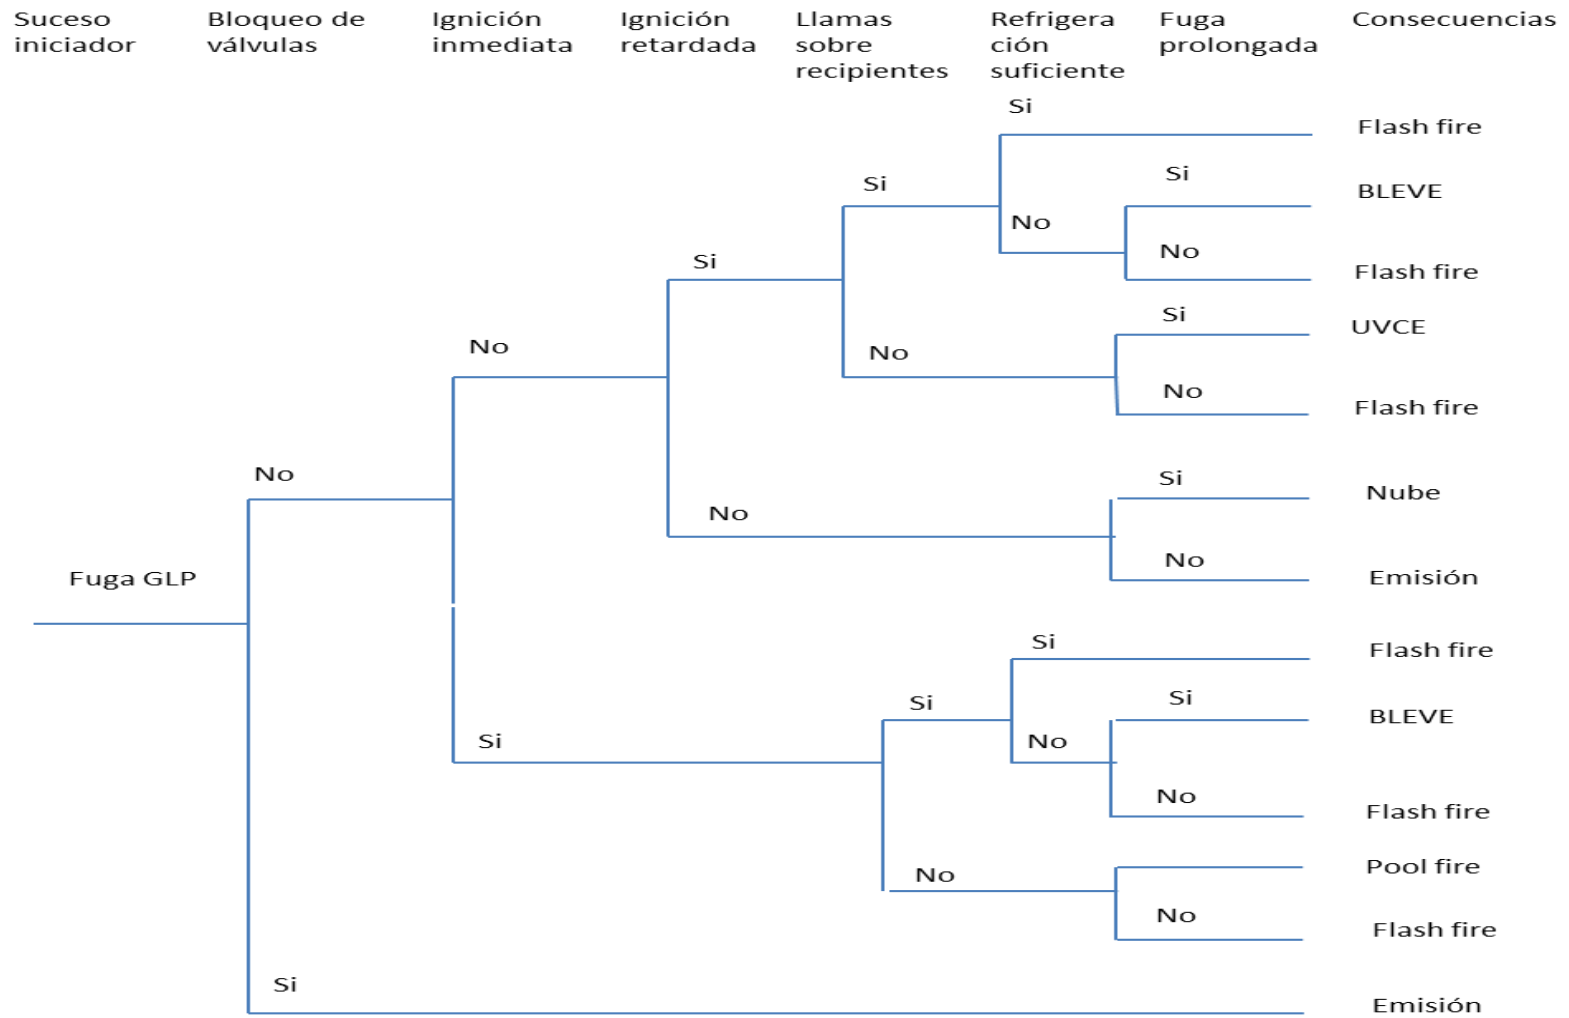 Suceso
iniciador
Bloqueo de
válvulas
Ignición
inmediata
Ignición
retardada
Llamas
sobre
recipientes
Refrigera
ción
suficiente
Fuga
prolongada
Consecuencias
Si
Flash fire
Si
Si
BLEVE
No
No
Si
Flash fire
Si
UVCE
No
No
No
Flash fire
No
Si
Nube
No
No
Emisión
Fuga GLP
Si
Flash fire
Si
Si
BLEVE
Si
No
No
Flash fire
No
Pool fire
No
Flash fire
Si
Emisión